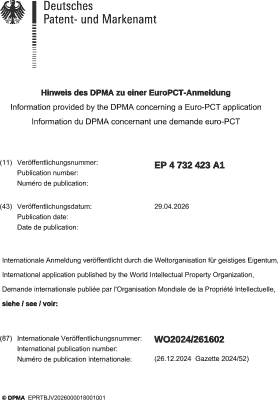 Deutsches
Patent- und Markenamt
Hinweis des DPMA zu einer EuroPCT-Anmeldung
Information provided by the DPMA concerning a Euro-PCT application
Information du DPMA concernant une demande euro-PCT
(11) Veröffentlichungsnummer: EP 4 732 423 A1
Publication number:
Numéro de publication:
(43) Veröffentlichungsdatum: 29.04.2026
Publication date:
Date de publication:
Internationale Anmeldung veröffentlicht durch die Weltorganisation für geistiges Eigentum,
International application published by the World Intellectual Property Organization,
Demande internationale publiée par l'Organisation Mondiale de la Propriété Intellectuelle,
siehe / see / voir:
(87) Internationale Veröffentlichungsnummer: WO2024/261602
International publication number:
Numéro de publication internationale: (26.12.2024 Gazette 2024/52)
© DPMA EPRTBJV2026000018001001